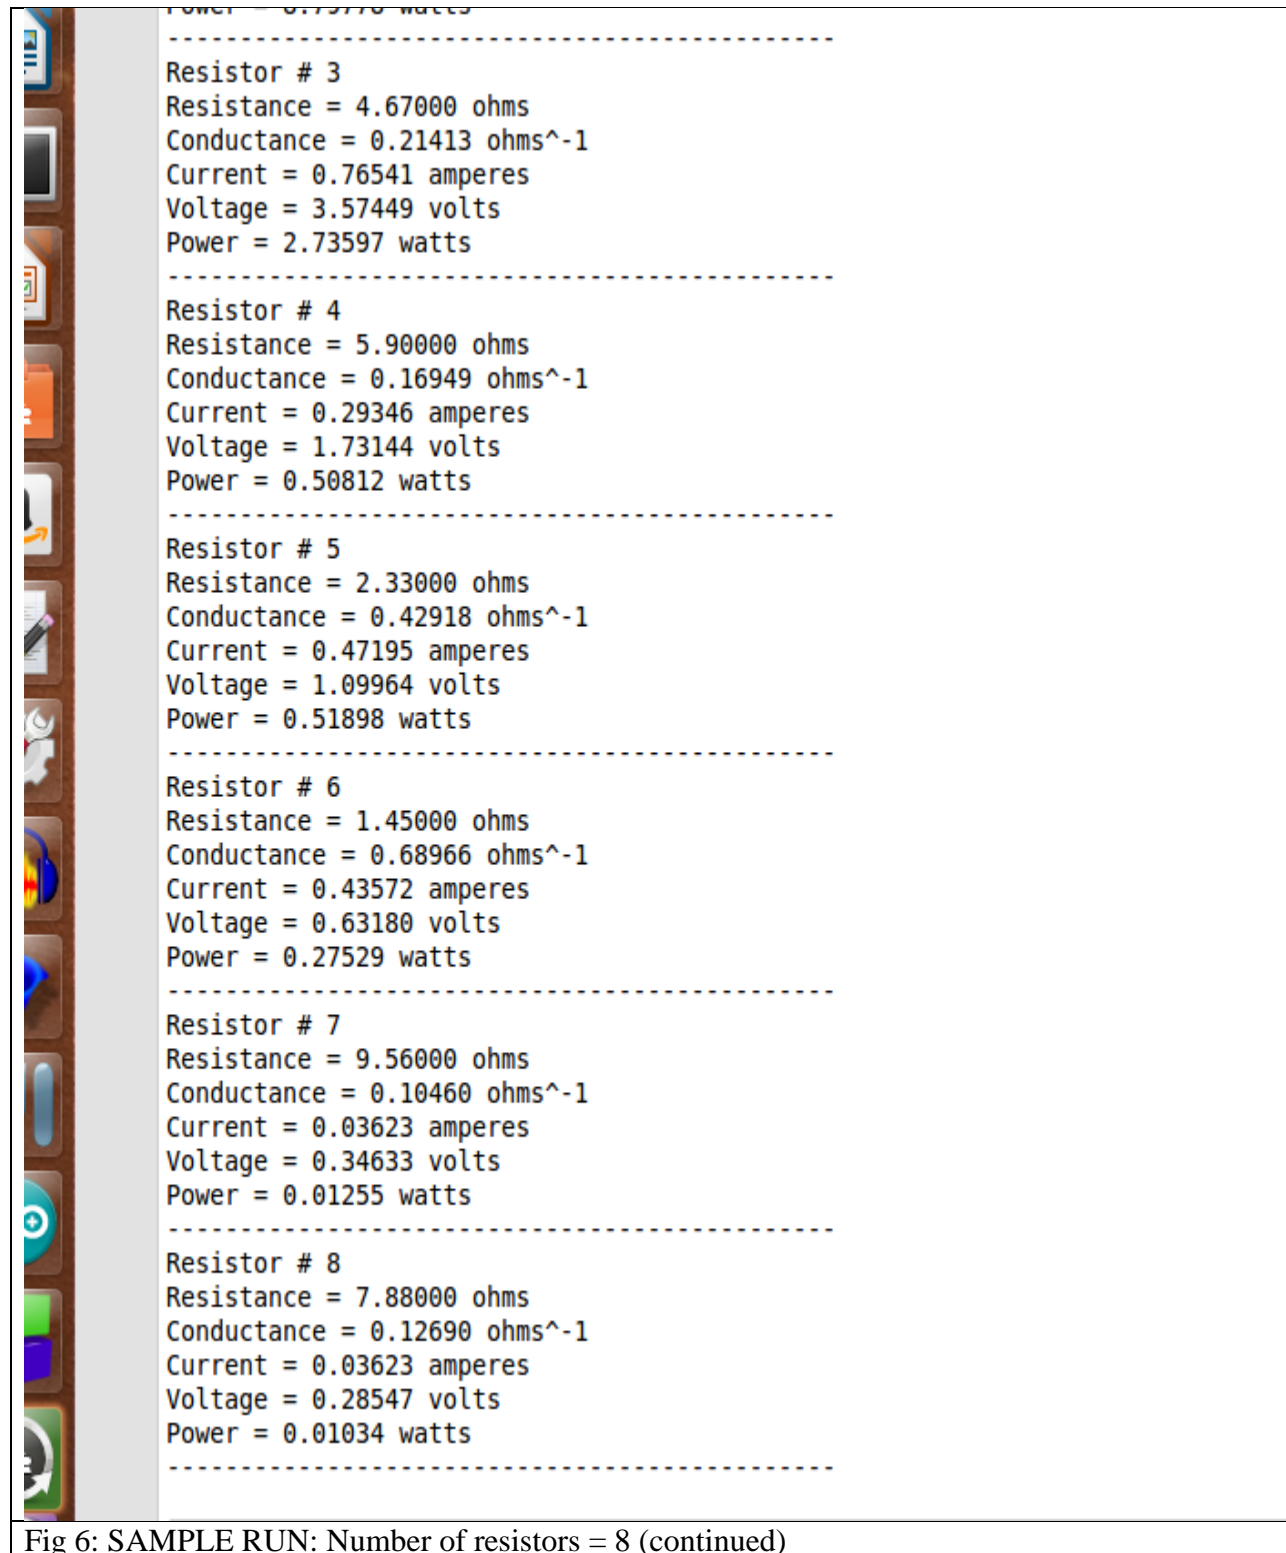 ----------------------------------------------
Resistor # 3
Resistance = 4.67000 ohms
Conductance = 0.21413 ohms^-1
Current = 0.76541 amperes
Voltage = 3.57449 volts
Power = 2.73597 watts
----------------------------------------------
Resistor # 4
Resistance = 5.90000 ohms
Conductance = 0.16949 ohms^-1
Current = 0.29346 amperes
Voltage = 1.73144 volts
Power = 0.50812 watts
----------------------------------------------
Resistor # 5
Resistance = 2.33000 ohms
Conductance = 0.42918 ohms^-1
Current = 0.47195 amperes
Voltage = 1.09964 volts
Power = 0.51898 watts
----------------------------------------------
Resistor # 6
Resistance = 1.45000 ohms
Conductance = 0.68966 ohms^-1
Current = 0.43572 amperes
Voltage = 0.63180 volts
Power = 0.27529 watts
----------------------------------------------
Resistor # 7
Resistance = 9.56000 ohms
Conductance = 0.10460 ohms^-1
Current = 0.03623 amperes
Voltage = 0.34633 volts
Power = 0.01255 watts
----------------------------------------------
Resistor # 8
Resistance = 7.88000 ohms
Conductance = 0.12690 ohms^-1
Current = 0.03623 amperes
Voltage = 0.28547 volts
Power = 0.01034 watts
----------------------------------------------
Fig 6: SAMPLE RUN: Number of resistors = 8 (continued)